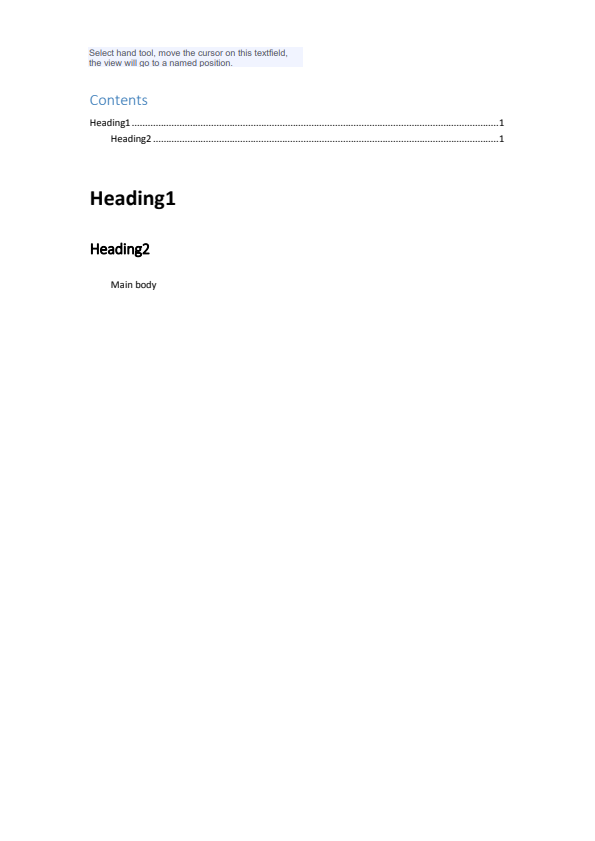 Select hand tool, move the cursor on this textfield,
the view will go to a named position.
Contents
Heading1.......................................................................................................................................1
Heading2...............................................................................................................................1
Heading1
Heading2
Main body